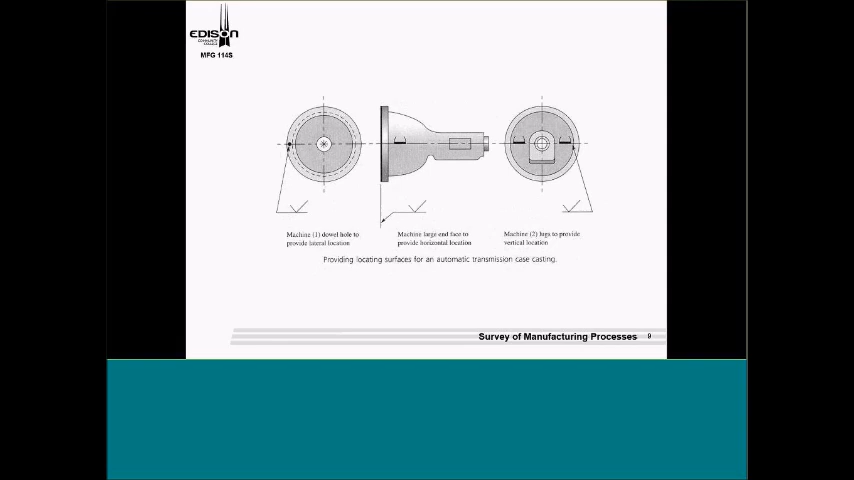 EDISON
COMMUNITY
COLLEGE
MFG 114S
Machine (1) dowel hole to
provide lateral location
Machine large end face to
provide horizontal location
Machine (2) lugs to provide
vertical location
Providing locating surfaces for an automatic transmission case casting.
Survey of Manufacturing Processes 9